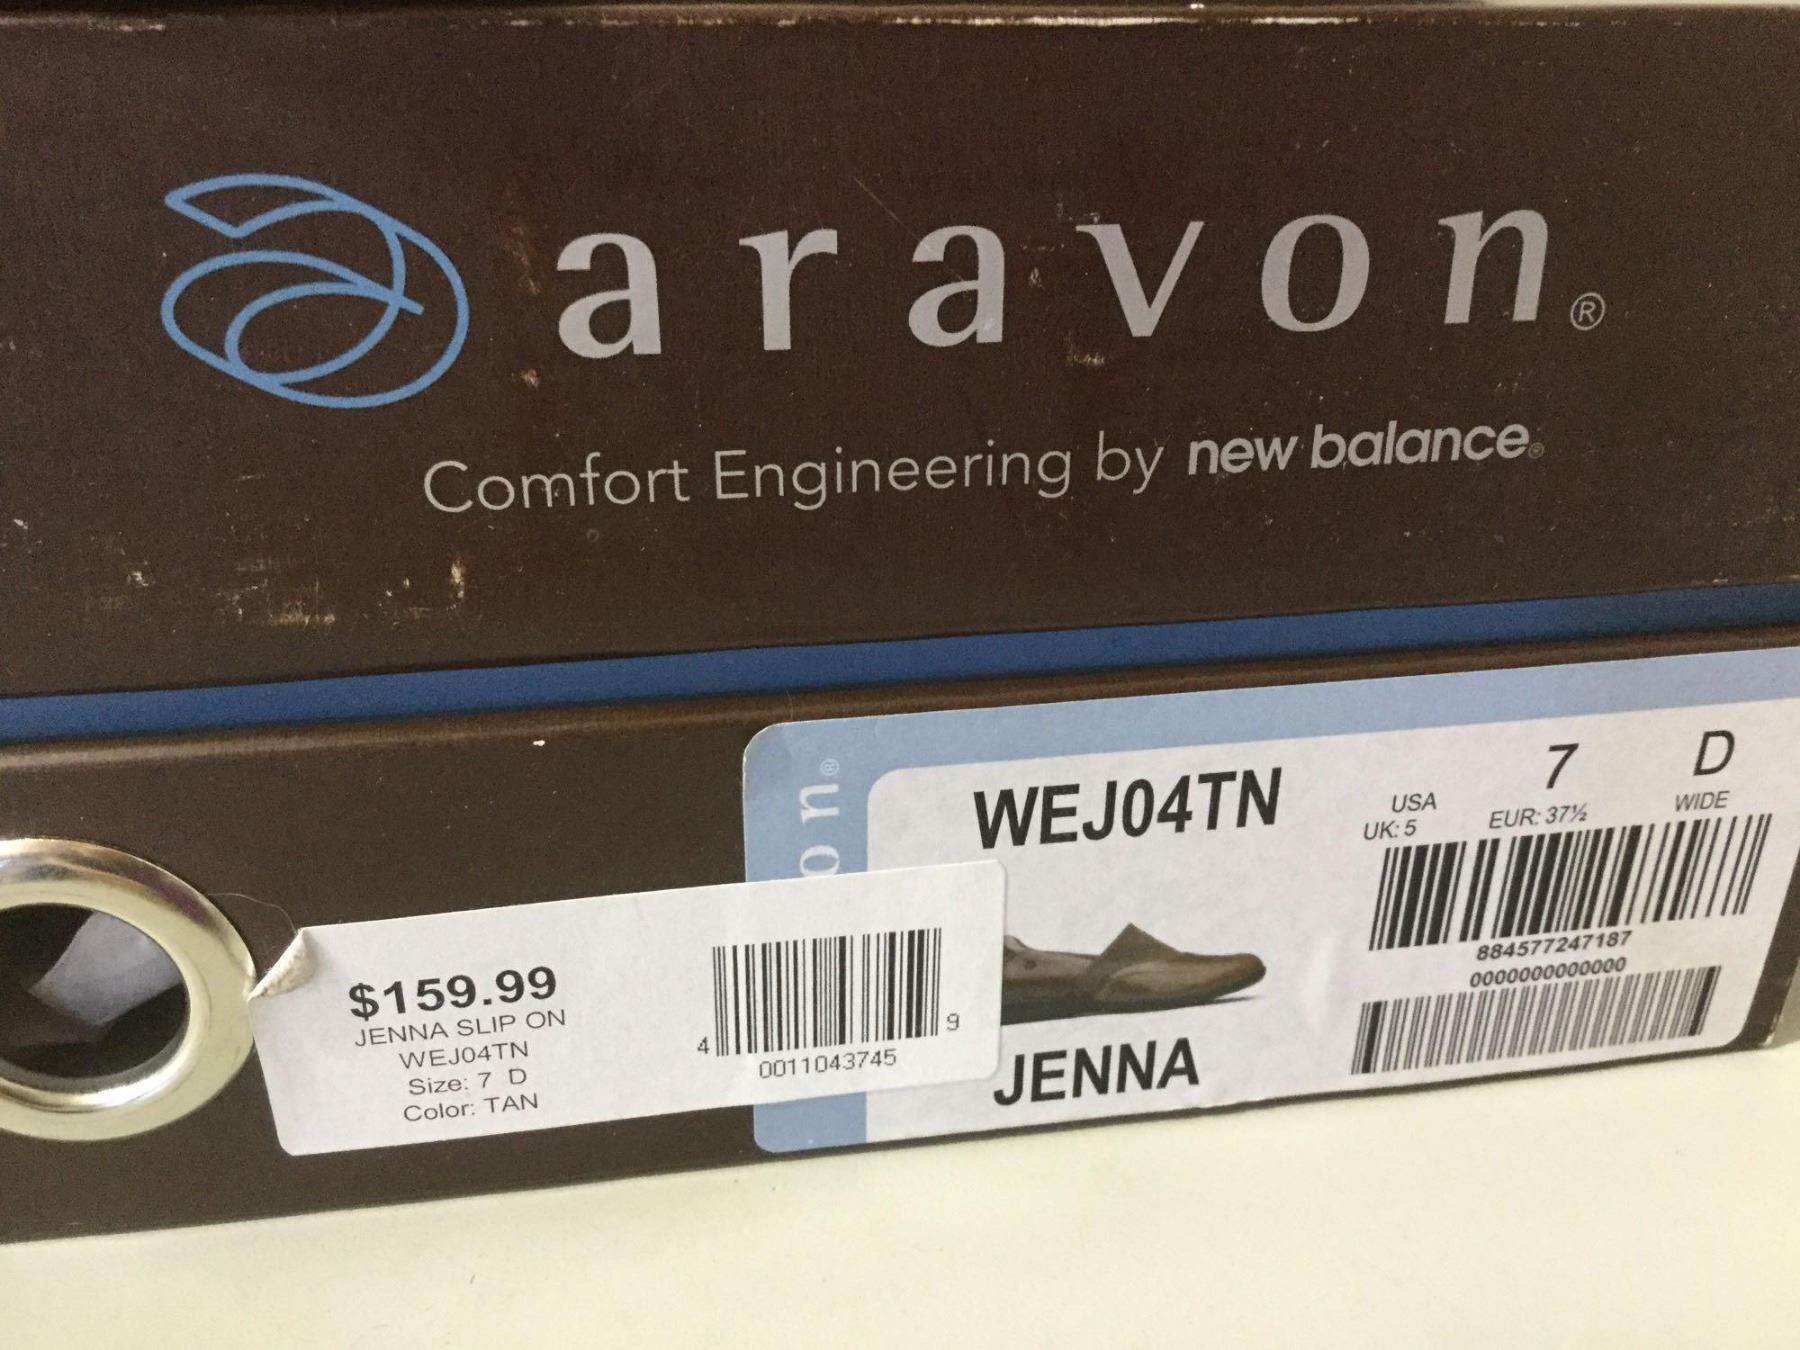 aravon®
Comfort Engineering by new balance®
on®
WEJ04TN
7 D
USA WIDE
UK: 5 EUR: 37½
884577247187
0000000000000
JENNA
$159.99
JENNA SLIP ON
WEJ04TN
Size: 7 D
Color: TAN
4 0011043745 9